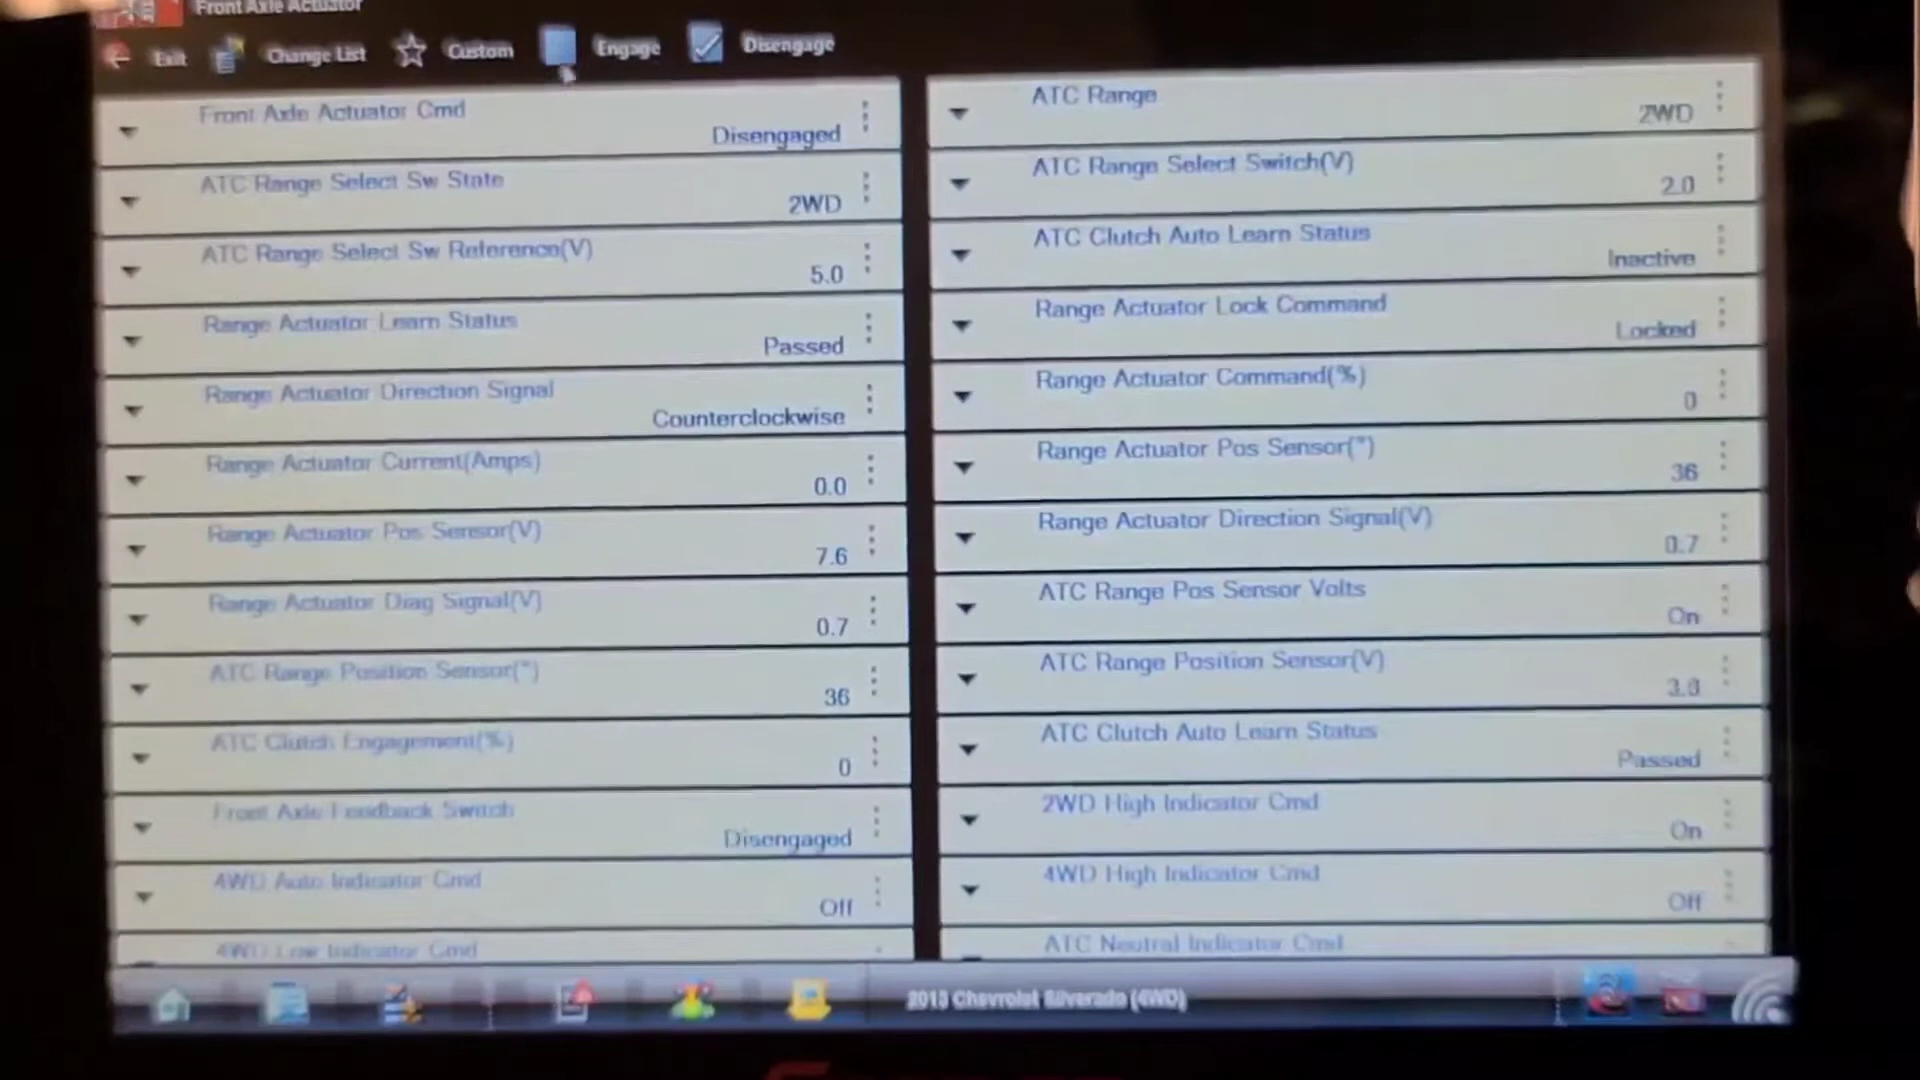 Front Axle Actuator
Exit
Change List
Custom
Engage
Disengage
Front Axle Actuator Cmd
Disengaged
ATC Range Select Sw State
2WD
ATC Range Select Sw Reference(V)
5.0
Range Actuator Learn Status
Passed
Range Actuator Direction Signal
Counterclockwise
Range Actuator Current(Amps)
0.0
Range Actuator Pos Sensor(V)
7.6
Range Actuator Diag Signal(V)
0.7
ATC Range Position Sensor(°)
36
ATC Clutch Engagement(%)
0
Front Axle Feedback Switch
Disengaged
4WD Auto Indicator Cmd
Off
4WD Low Indicator Cmd
ATC Range
2WD
ATC Range Select Switch(V)
2.0
ATC Clutch Auto Learn Status
Inactive
Range Actuator Lock Command
Locked
Range Actuator Command(%)
0
Range Actuator Pos Sensor(°)
36
Range Actuator Direction Signal(V)
0.7
ATC Range Pos Sensor Volts
On
ATC Range Position Sensor(V)
ATC Clutch Auto Learn Status
Passed
2WD High Indicator Cmd
On
4WD High Indicator Cmd
Off
ATC Neutral Indicator Cmd
2013 Chevrolet Silverado (4WD)